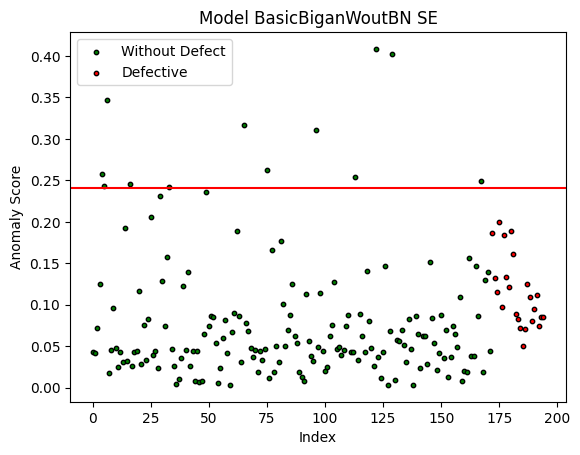 Model BasicBiganWoutBN SE
Without Defect
Defective
Anomaly Score
0.40
0.35
0.30
0.25
0.20
0.15
0.10
0.05
0.00
0 25 50 75 100 125 150 175 200
Index